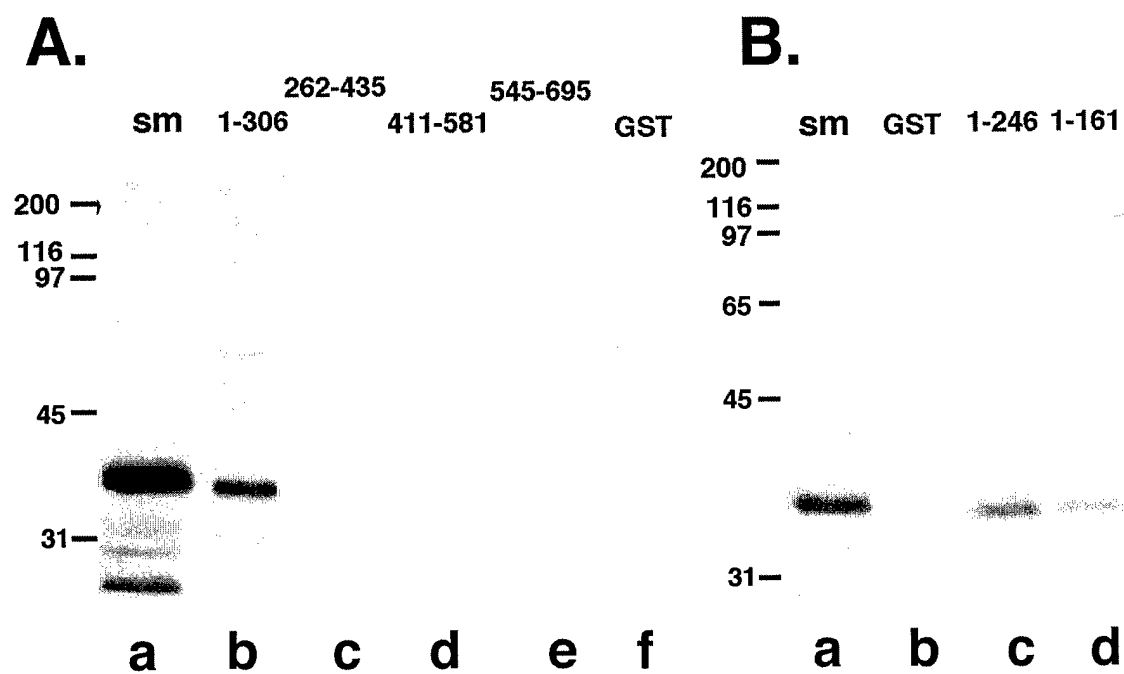 A.
262-435 545-695
sm 1-306 411-581 GST
200
116
97
45
31
a b c d e f
B.
sm GST 1-246 1-161
200
116
97
65
45
31
a b c d